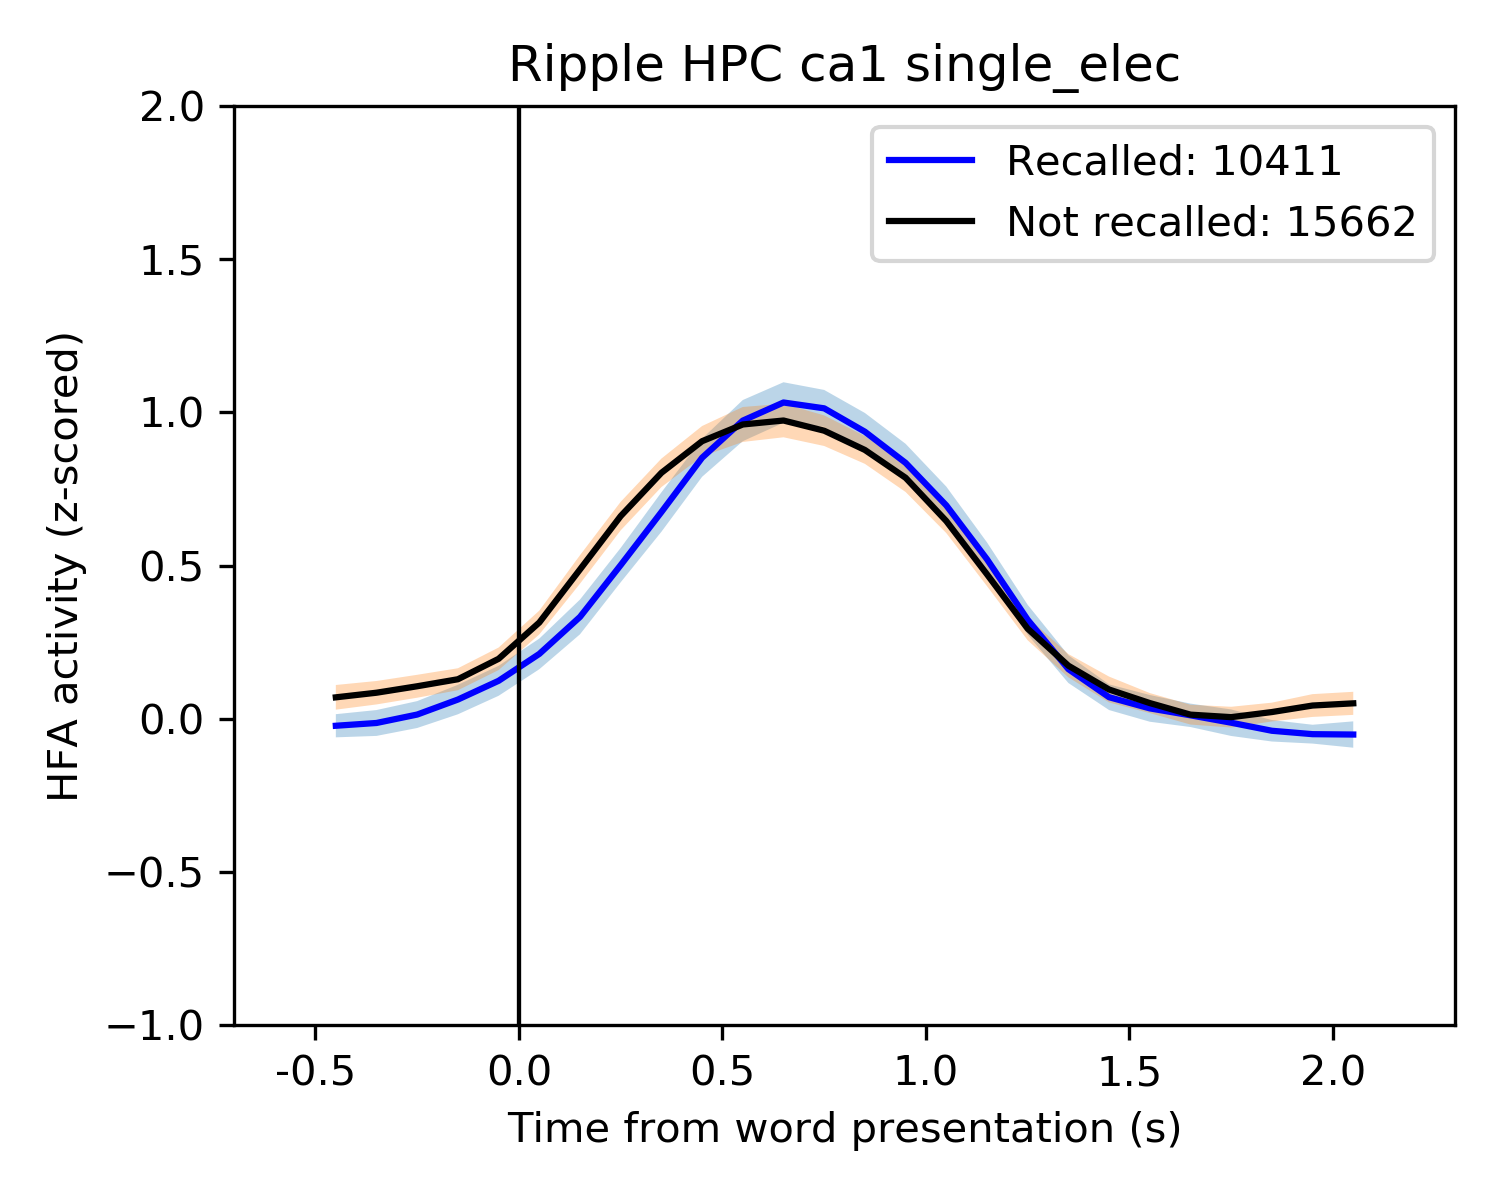 Ripple HPC ca1 single_elec
Recalled: 10411
Not recalled: 15662
HFA activity (z-scored)
2.0
1.5
1.0
0.5
0.0
−0.5
−1.0
-0.5 0.0 0.5 1.0 1.5 2.0
Time from word presentation (s)